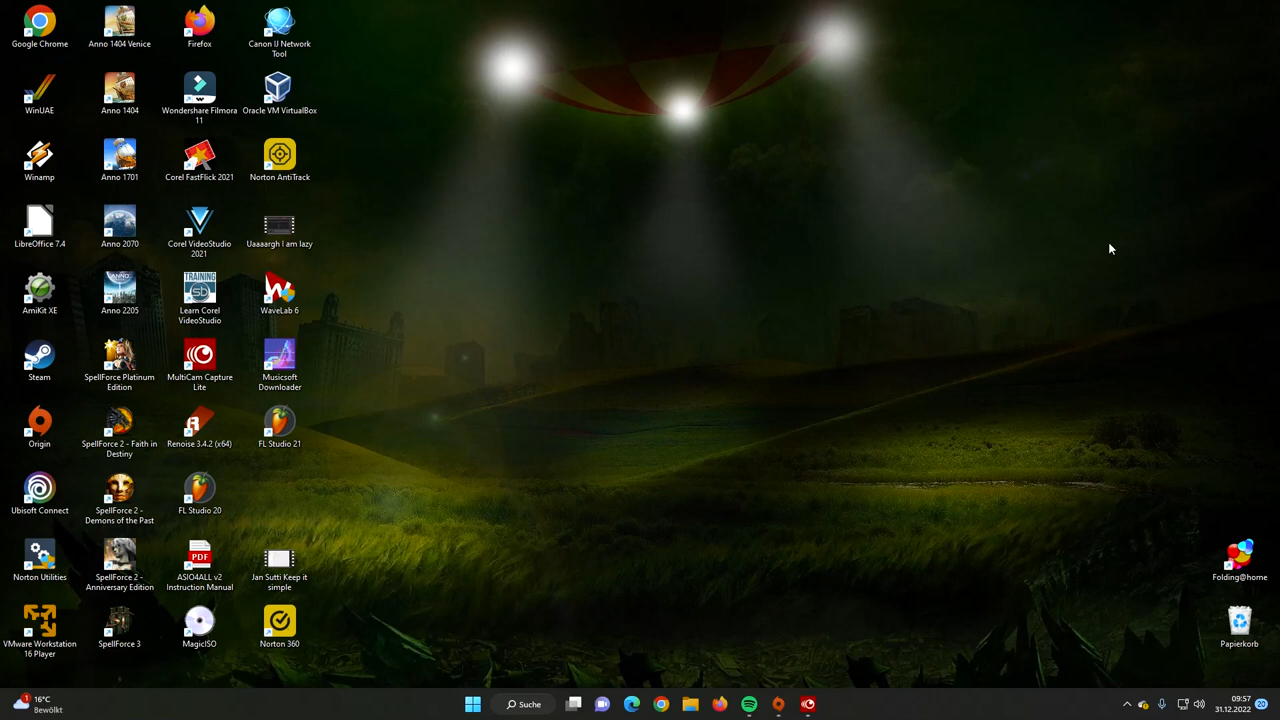 Google Chrome
WinUAE
Winamp
LibreOffice 7.4
AmiKit XE
Steam
Origin
Ubisoft Connect
Norton Utilities
VMware Workstation
16 Player
Anno 1404 Venice
Anno 1404
Anno 1701
Anno 2070
ANNO
Anno 2205
SpellForce Platinum
Edition
SpellForce 2 - Faith in
Destiny
SpellForce 2 -
Demons of the Past
SpellForce 2 -
Anniversary Edition
SpellForce 3
Firefox
Wondershare Filmora
11
Corel FastFlick 2021
Corel VideoStudio
2021
TRAINING
sb
Learn Corel
VideoStudio
MultiCam Capture
Lite
Renoise 3.4.2 (x64)
FL Studio 20
PDF
ASIO4ALL v2
Instruction Manual
MagicISO
Canon IJ Network
Tool
Oracle VM VirtualBox
Norton AntiTrack
Uaaaargh I am lazy
WaveLab 6
Musicsoft
Downloader
FL Studio 21
Jan Sutti Keep it
simple
Norton 360
Folding@home
Papierkorb
1
16°C
Bewölkt
Suche
09:57
31.12.2022
20